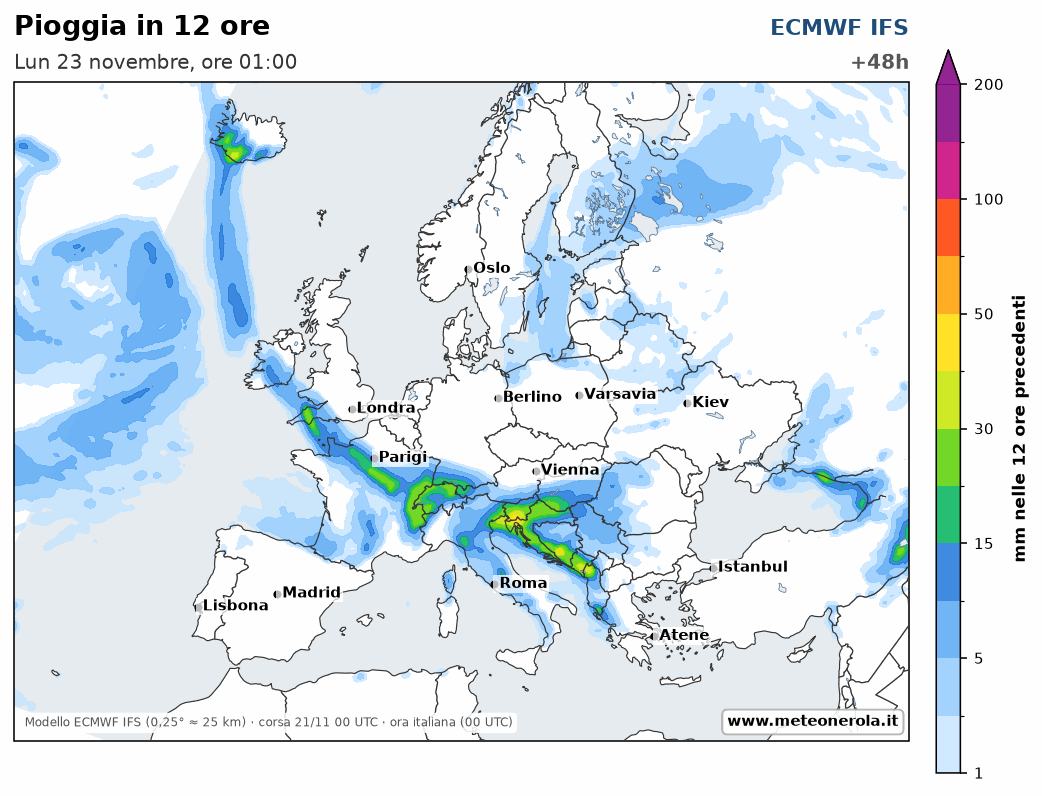 Pioggia in 12 ore
ECMWF IFS
Lun 23 novembre, ore 01:00
+48h
200
100
50
30
15
5
1
mm nelle 12 ore precedenti
Oslo
Berlino
Varsavia
Kiev
Londra
Parigi
Vienna
Istanbul
Roma
Madrid
Lisbona
Atene
Modello ECMWF IFS (0,25° ≈ 25 km) · corsa 21/11 00 UTC · ora italiana (00 UTC)
www.meteonerola.it